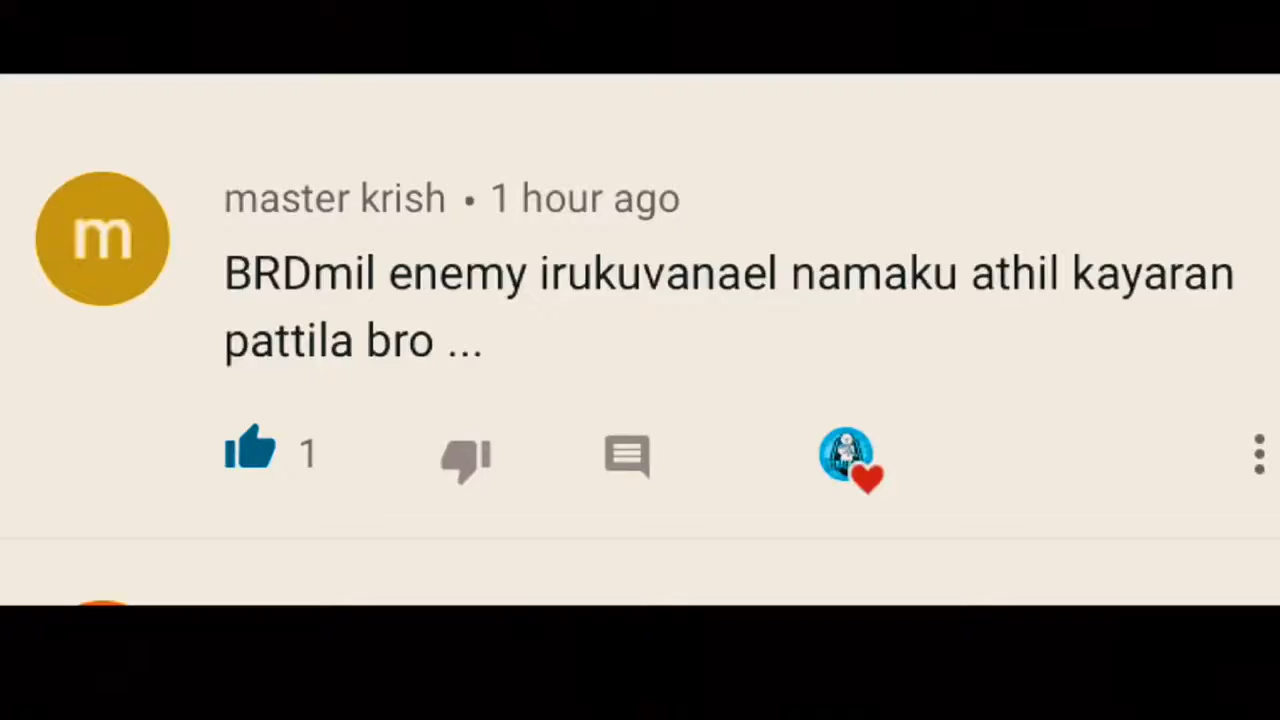 m
master krish • 1 hour ago
BRDmil enemy irukuvanael namaku athil kayaran
pattila bro ...
1